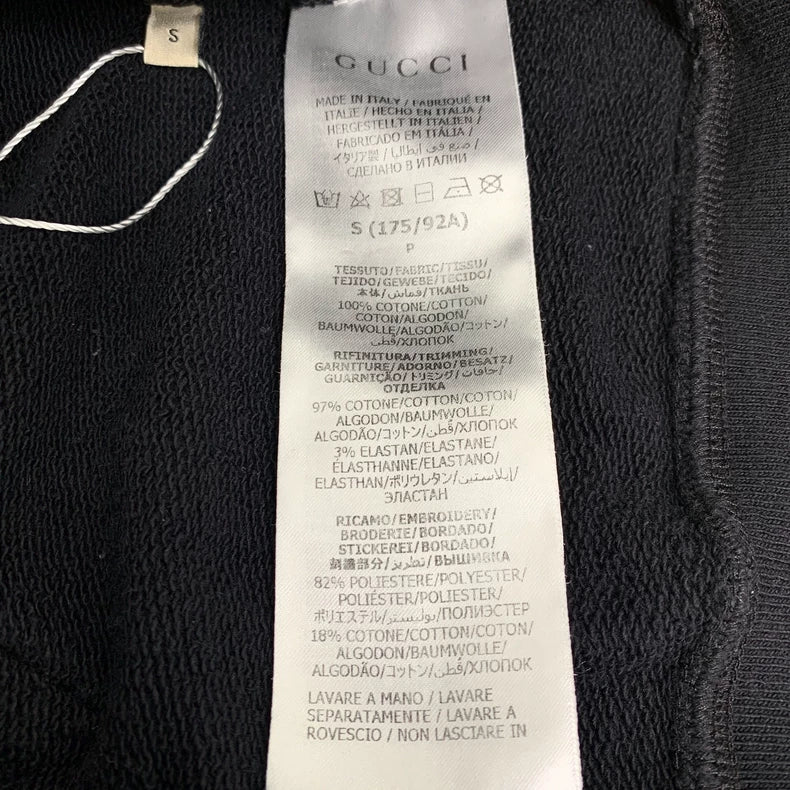 S
GUCCI
MADE IN ITALY / FABRIQUÉ EN
ITALIE / HECHO EN ITALIA /
HERGESTELLT IN ITALIEN /
FABRICADO EM ITÁLIA /
イタリア製 / صنع في إيطاليا /
СДЕЛАНО В ИТАЛИИ
S (175/92A)
P
TESSUTO/FABRIC/TISSU/
TEJIDO/GEWEBE/TECIDO/
本体/قماش/ТКАНЬ
100% COTONE/COTTON/
COTON/ALGODON/
BAUMWOLLE/ALGODÃO/コットン/
قطن/ХЛОПОК
RIFINITURA/TRIMMING/
GARNITURE/ADORNO/BESATZ/
GUARNIÇÃO/トリミング/حافات/
ОТДЕЛКА
97% COTONE/COTTON/COTON/
ALGODON/BAUMWOLLE/
ALGODÃO/コットン/قطن/ХЛОПОК
3% ELASTAN/ELASTANE/
ÉLASTHANNE/ELASTANO/
ELASTHAN/ポリウレタン/إيلاستين/
ЭЛАСТАН
RICAMO/EMBROIDERY/
BRODERIE/BORDADO/
STICKEREI/BORDADO/
刺繍部分/تطريز/ВЫШИВКА
82% POLIESTERE/POLYESTER/
POLIÉSTER/POLIESTER/
ポリエステル/بوليستر/ПОЛИЭСТЕР
18% COTONE/COTTON/COTON/
ALGODON/BAUMWOLLE/
ALGODÃO/コットン/قطن/ХЛОПОК
LAVARE A MANO / LAVARE
SEPARATAMENTE / LAVARE A
ROVESCIO / NON LASCIARE IN